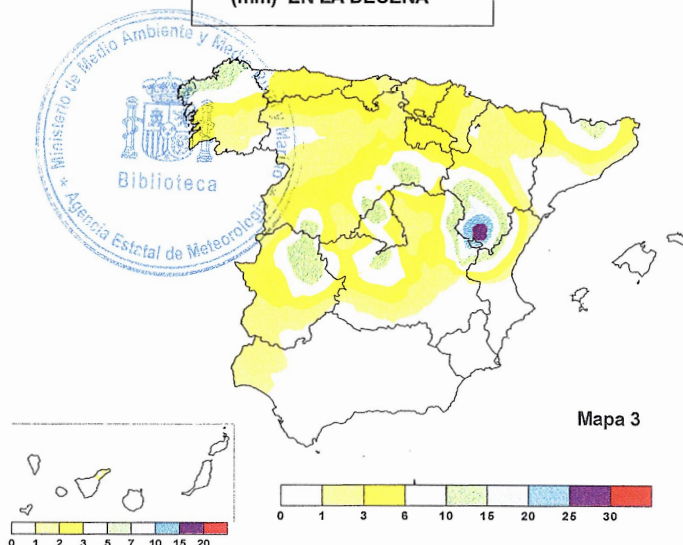 (mm) EN LA DECENA
Ministerio de Medio Ambiente y
Biblioteca
Agencia Estatal de Meteorología
Mapa 3
0 1 3 6 10 15 20 25 30
0 1 2 3 5 7 10 15 20